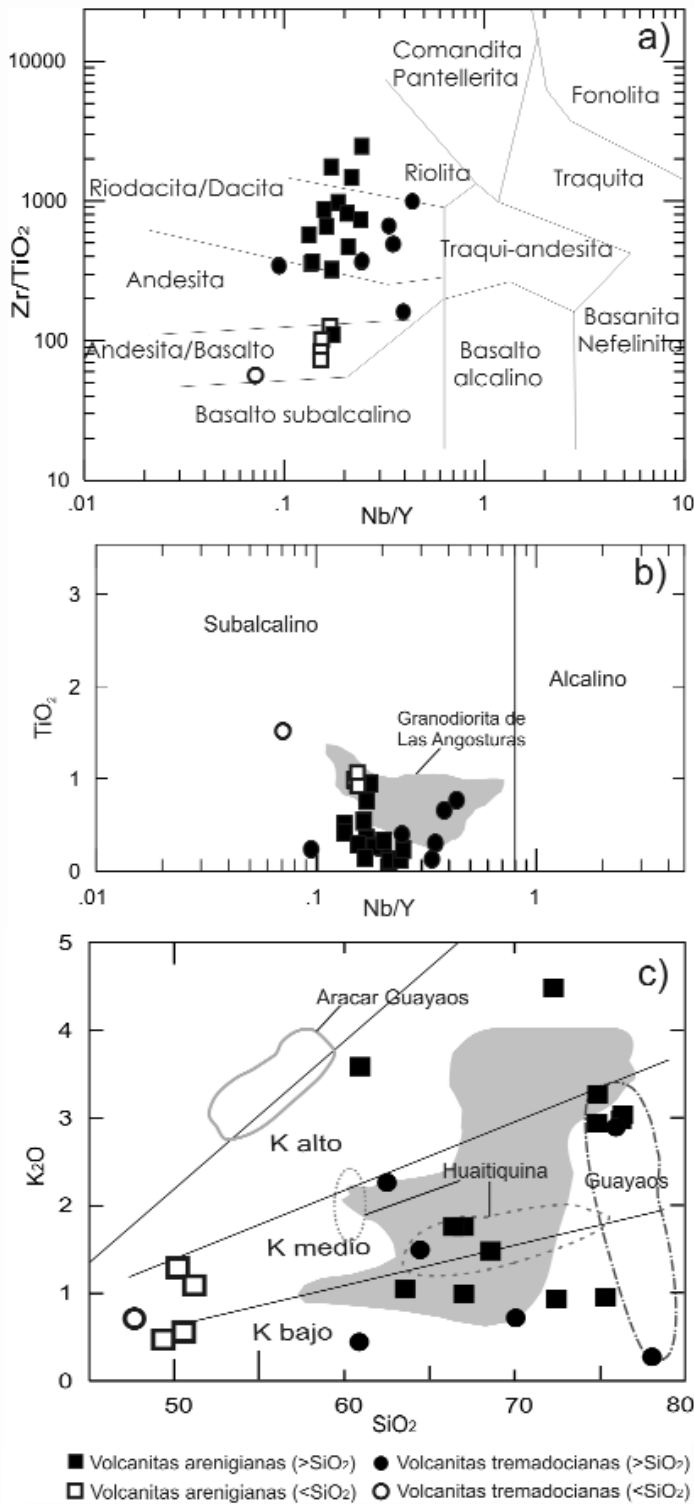 a)
Zr/TiO₂
10000
1000
100
10
Comandita
Pantellerita
Fonolita
Riolita
Traquita
Riodacita/Dacita
Traqui-andesita
Andesita
Basanita
Nefelinita
Andesita/Basalto
Basalto
alcalino
Basalto subalcalino
.01
.1
1
10
Nb/Y
b)
TiO₂
3
2
1
0
Subalcalino
Alcalino
Granodiorita de
Las Angosturas
.01
.1
1
Nb/Y
c)
K₂O
5
4
3
2
1
0
Aracar Guayaos
K alto
Huaitiquina
Guayaos
K medio
K bajo
50
60
70
80
SiO₂
Volcanitas arenigianas (>SiO₂)
Volcanitas tremadocianas (>SiO₂)
Volcanitas arenigianas (<SiO₂)
Volcanitas tremadocianas (<SiO₂)